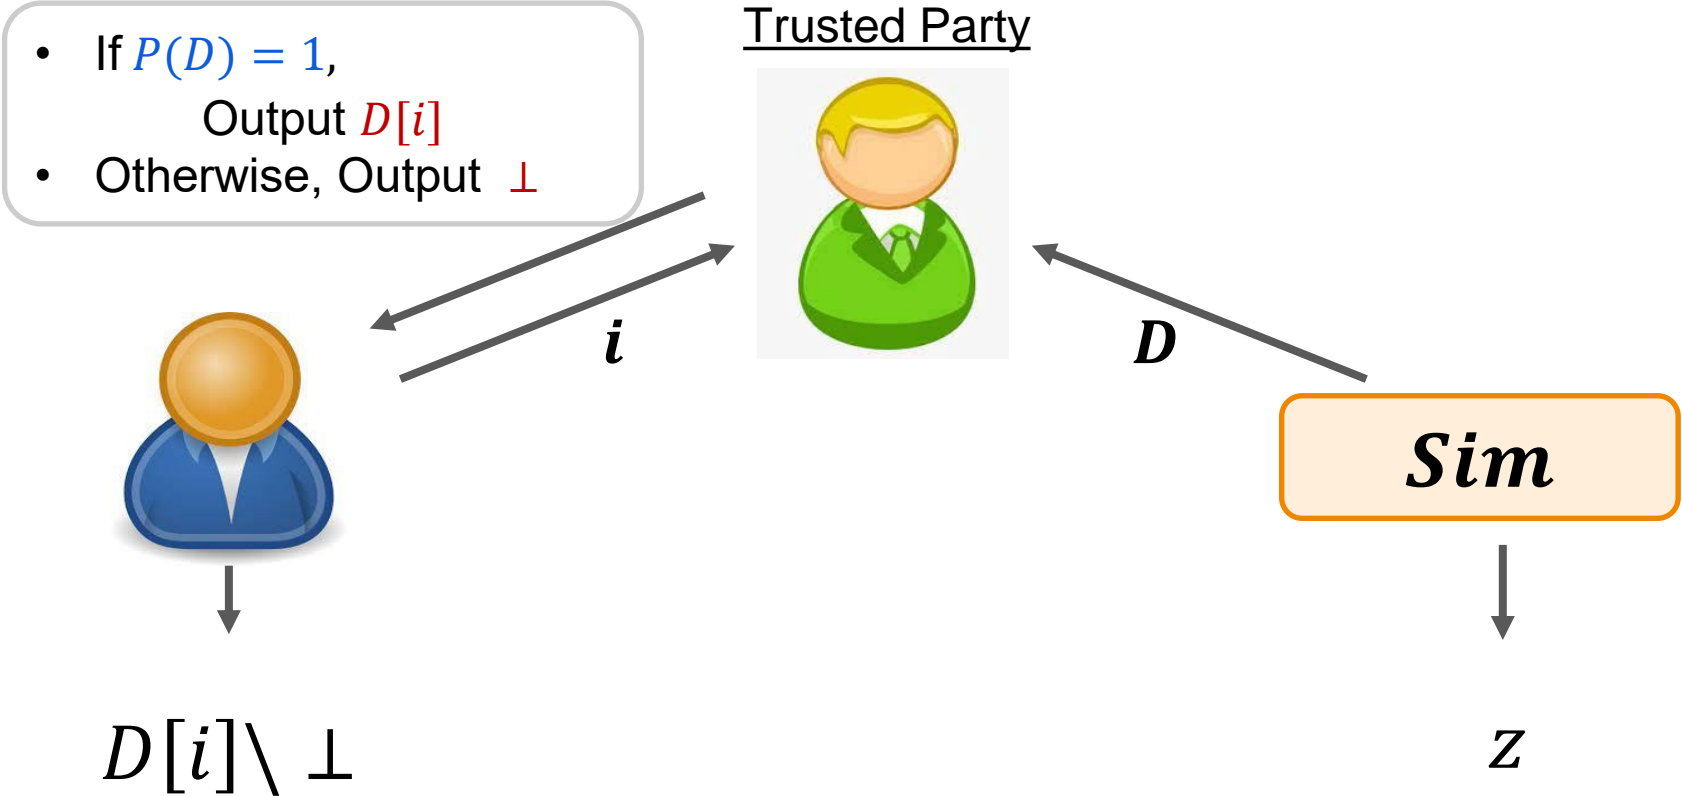 • If P(D) = 1,
Output D[i]
• Otherwise, Output ⊥
Trusted Party
i
D
Sim
D[i]\ ⊥
z